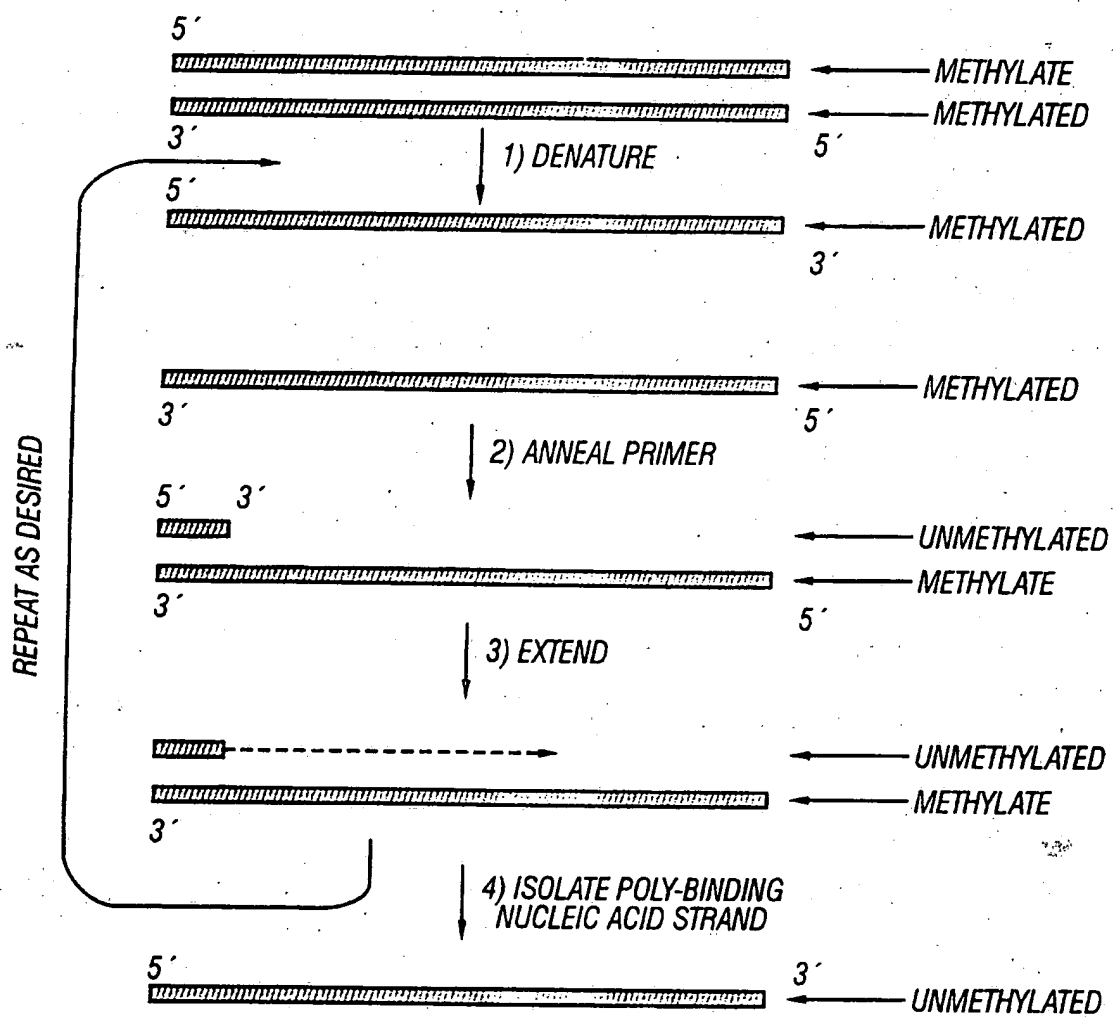 5´
METHYLATE
METHYLATED
3´
5´
1) DENATURE
5´
METHYLATED
3´
METHYLATED
3´
5´
2) ANNEAL PRIMER
REPEAT AS DESIRED
5´ 3´
UNMETHYLATED
METHYLATE
3´
5´
3) EXTEND
UNMETHYLATED
METHYLATE
3´
4) ISOLATE POLY-BINDING
NUCLEIC ACID STRAND
5´
3´
UNMETHYLATED